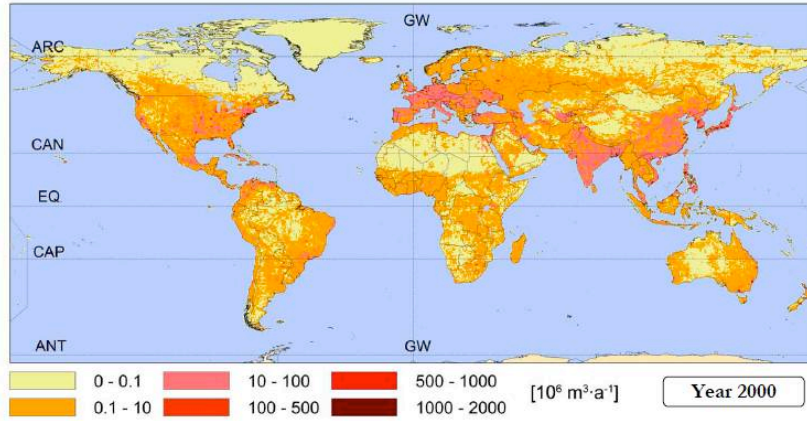 GW
ARC
CAN
EQ
CAP
ANT GW
0 - 0.1 10 - 100 500 - 1000 [10⁶ m³·a⁻¹] Year 2000
0.1 - 10 100 - 500 1000 - 2000